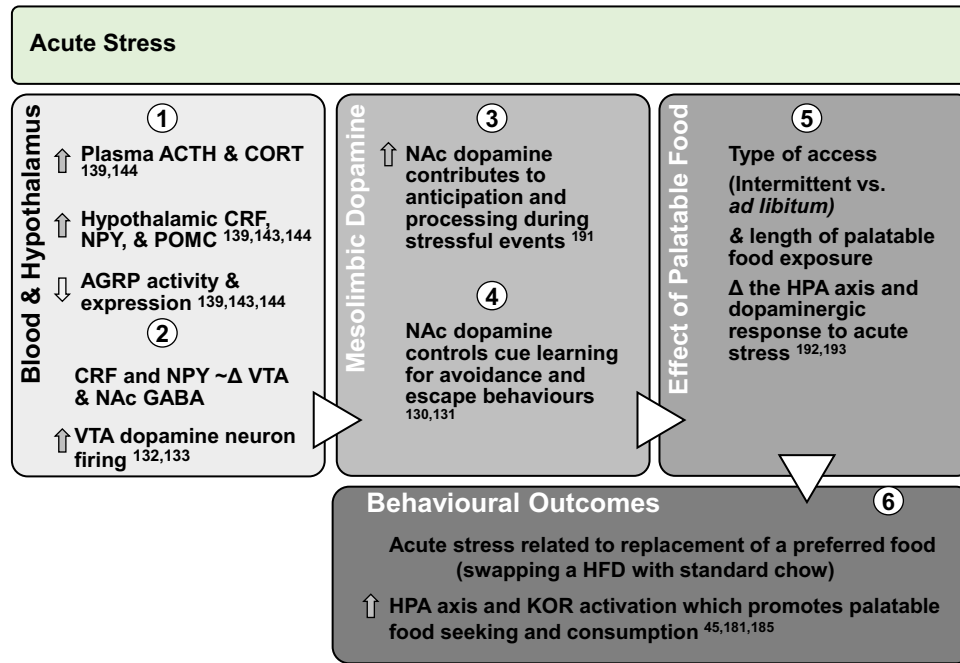 Acute Stress
Blood & Hypothalamus
1
Plasma ACTH & CORT
139,144
Hypothalamic CRF,
NPY, & POMC 139,143,144
AGRP activity &
expression 139,143,144
2
CRF and NPY ~Δ VTA
& NAc GABA
VTA dopamine neuron
firing 132,133
Mesolimbic Dopamine
3
NAc dopamine
contributes to
anticipation and
processing during
stressful events 191
4
NAc dopamine
controls cue learning
for avoidance and
escape behaviours
130,131
Effect of Palatable Food
5
Type of access
(Intermittent vs.
ad libitum)
& length of palatable
food exposure
Δ the HPA axis and
dopaminergic
response to acute
stress 192,193
Behavioural Outcomes
6
Acute stress related to replacement of a preferred food
(swapping a HFD with standard chow)
HPA axis and KOR activation which promotes palatable
food seeking and consumption 45,181,185